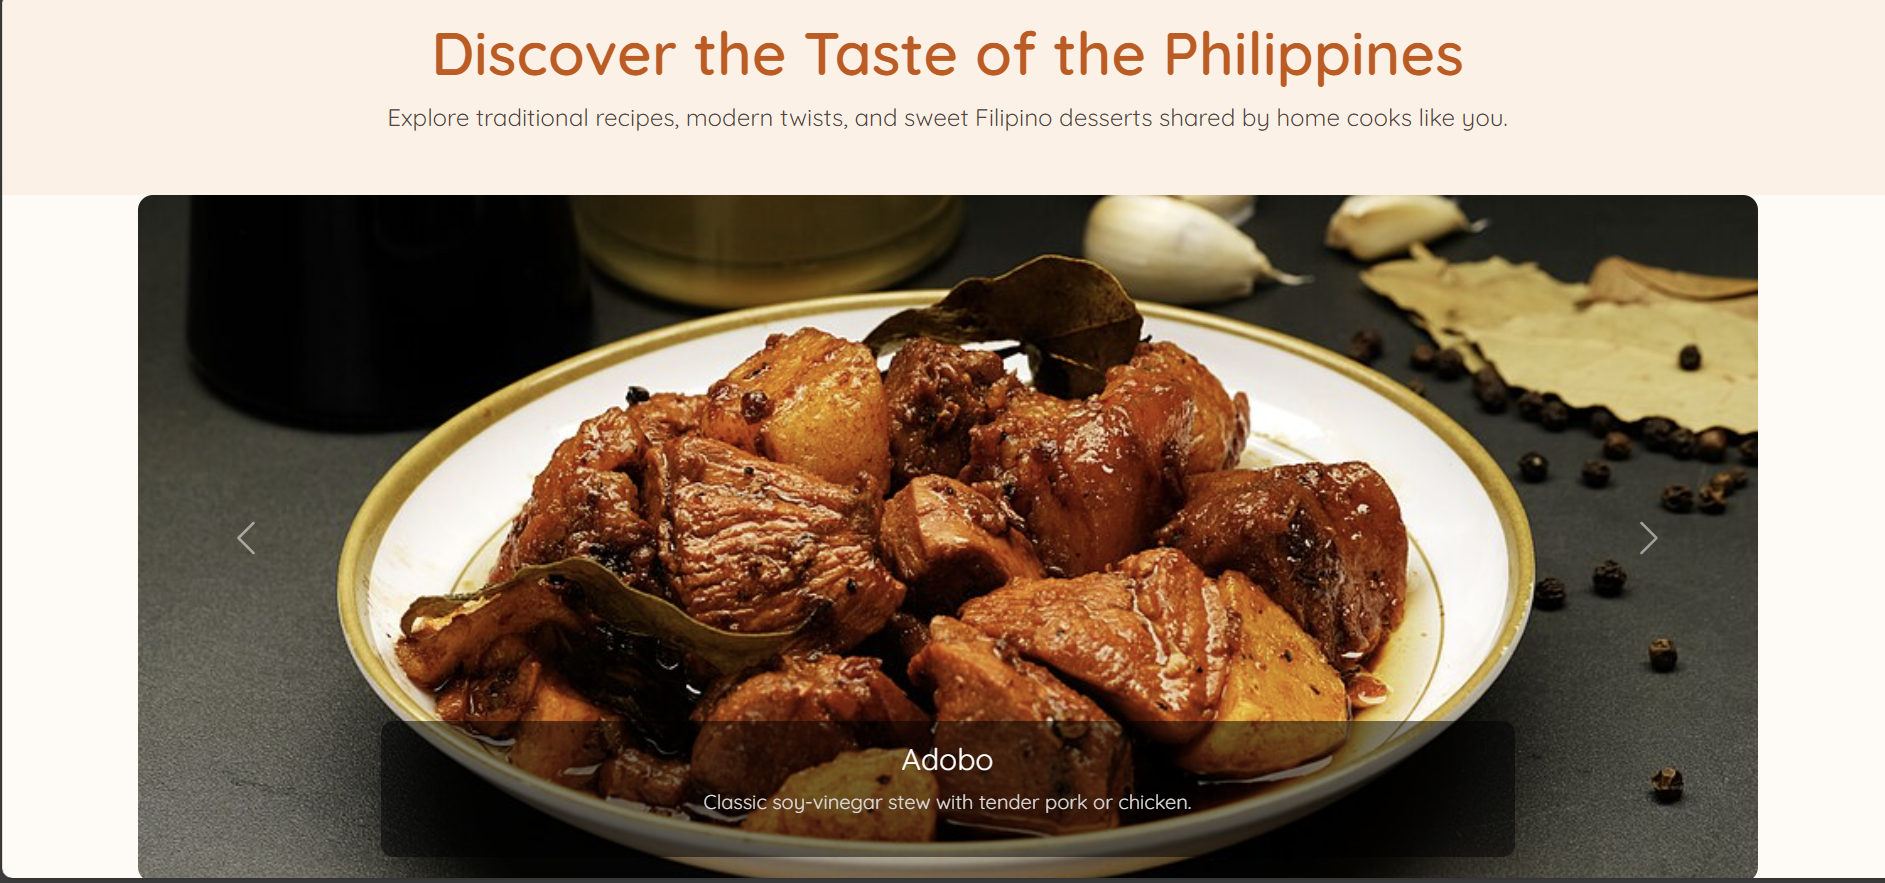 Discover the Taste of the Philippines
Explore traditional recipes, modern twists, and sweet Filipino desserts shared by home cooks like you.
Adobo
Classic soy-vinegar stew with tender pork or chicken.